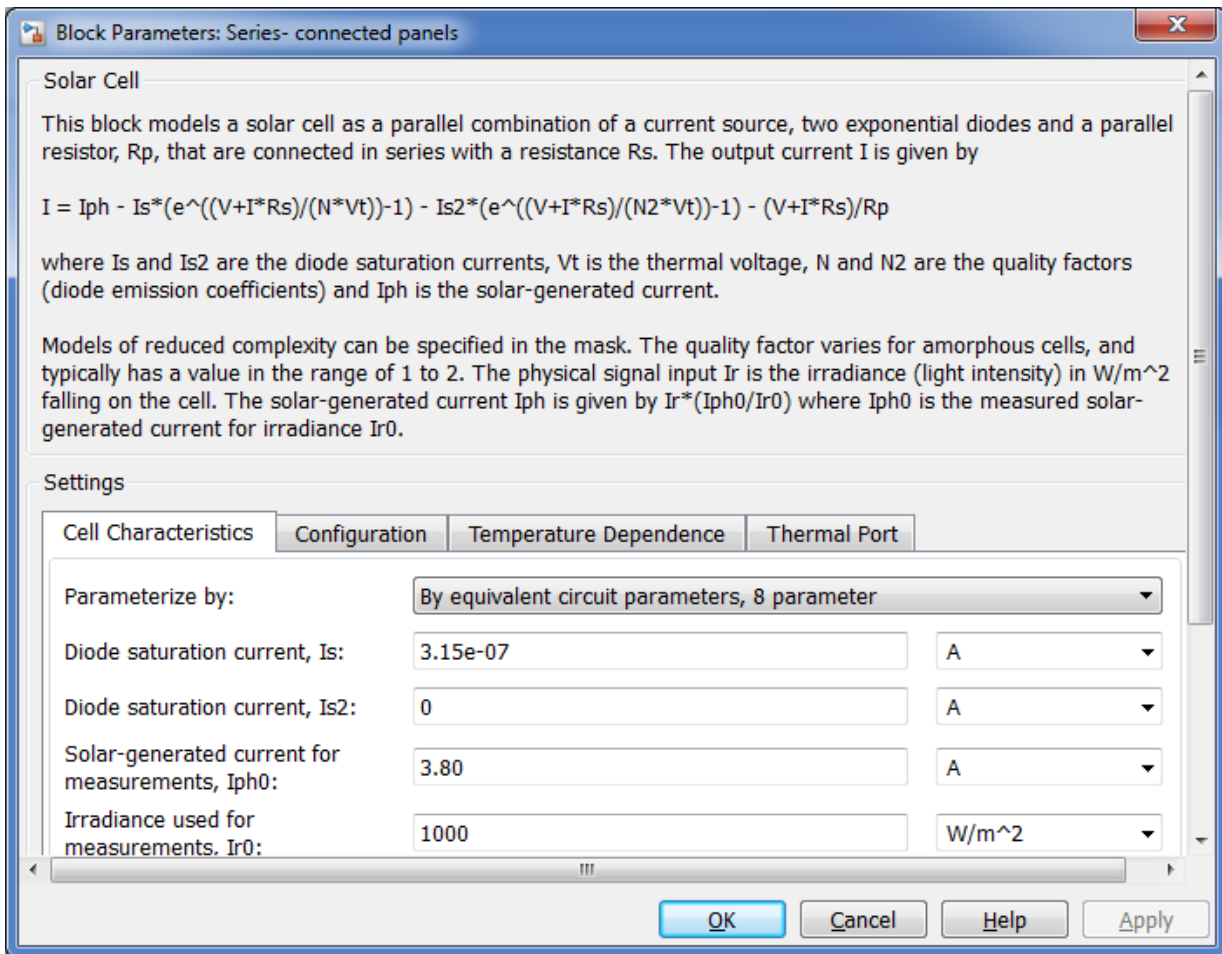 Block Parameters: Series- connected panels
Solar Cell
This block models a solar cell as a parallel combination of a current source, two exponential diodes and a parallel
resistor, Rp, that are connected in series with a resistance Rs. The output current I is given by
I = Iph - Is*(e^((V+I*Rs)/(N*Vt))-1) - Is2*(e^((V+I*Rs)/(N2*Vt))-1) - (V+I*Rs)/Rp
where Is and Is2 are the diode saturation currents, Vt is the thermal voltage, N and N2 are the quality factors
(diode emission coefficients) and Iph is the solar-generated current.
Models of reduced complexity can be specified in the mask. The quality factor varies for amorphous cells, and
typically has a value in the range of 1 to 2. The physical signal input Ir is the irradiance (light intensity) in W/m^2
falling on the cell. The solar-generated current Iph is given by Ir*(Iph0/Ir0) where Iph0 is the measured solar-
generated current for irradiance Ir0.
Settings
Cell Characteristics Configuration Temperature Dependence Thermal Port
Parameterize by: By equivalent circuit parameters, 8 parameter
Diode saturation current, Is: 3.15e-07 A
Diode saturation current, Is2: 0 A
Solar-generated current for
measurements, Iph0: 3.80 A
Irradiance used for
measurements, Ir0: 1000 W/m^2
OK Cancel Help Apply